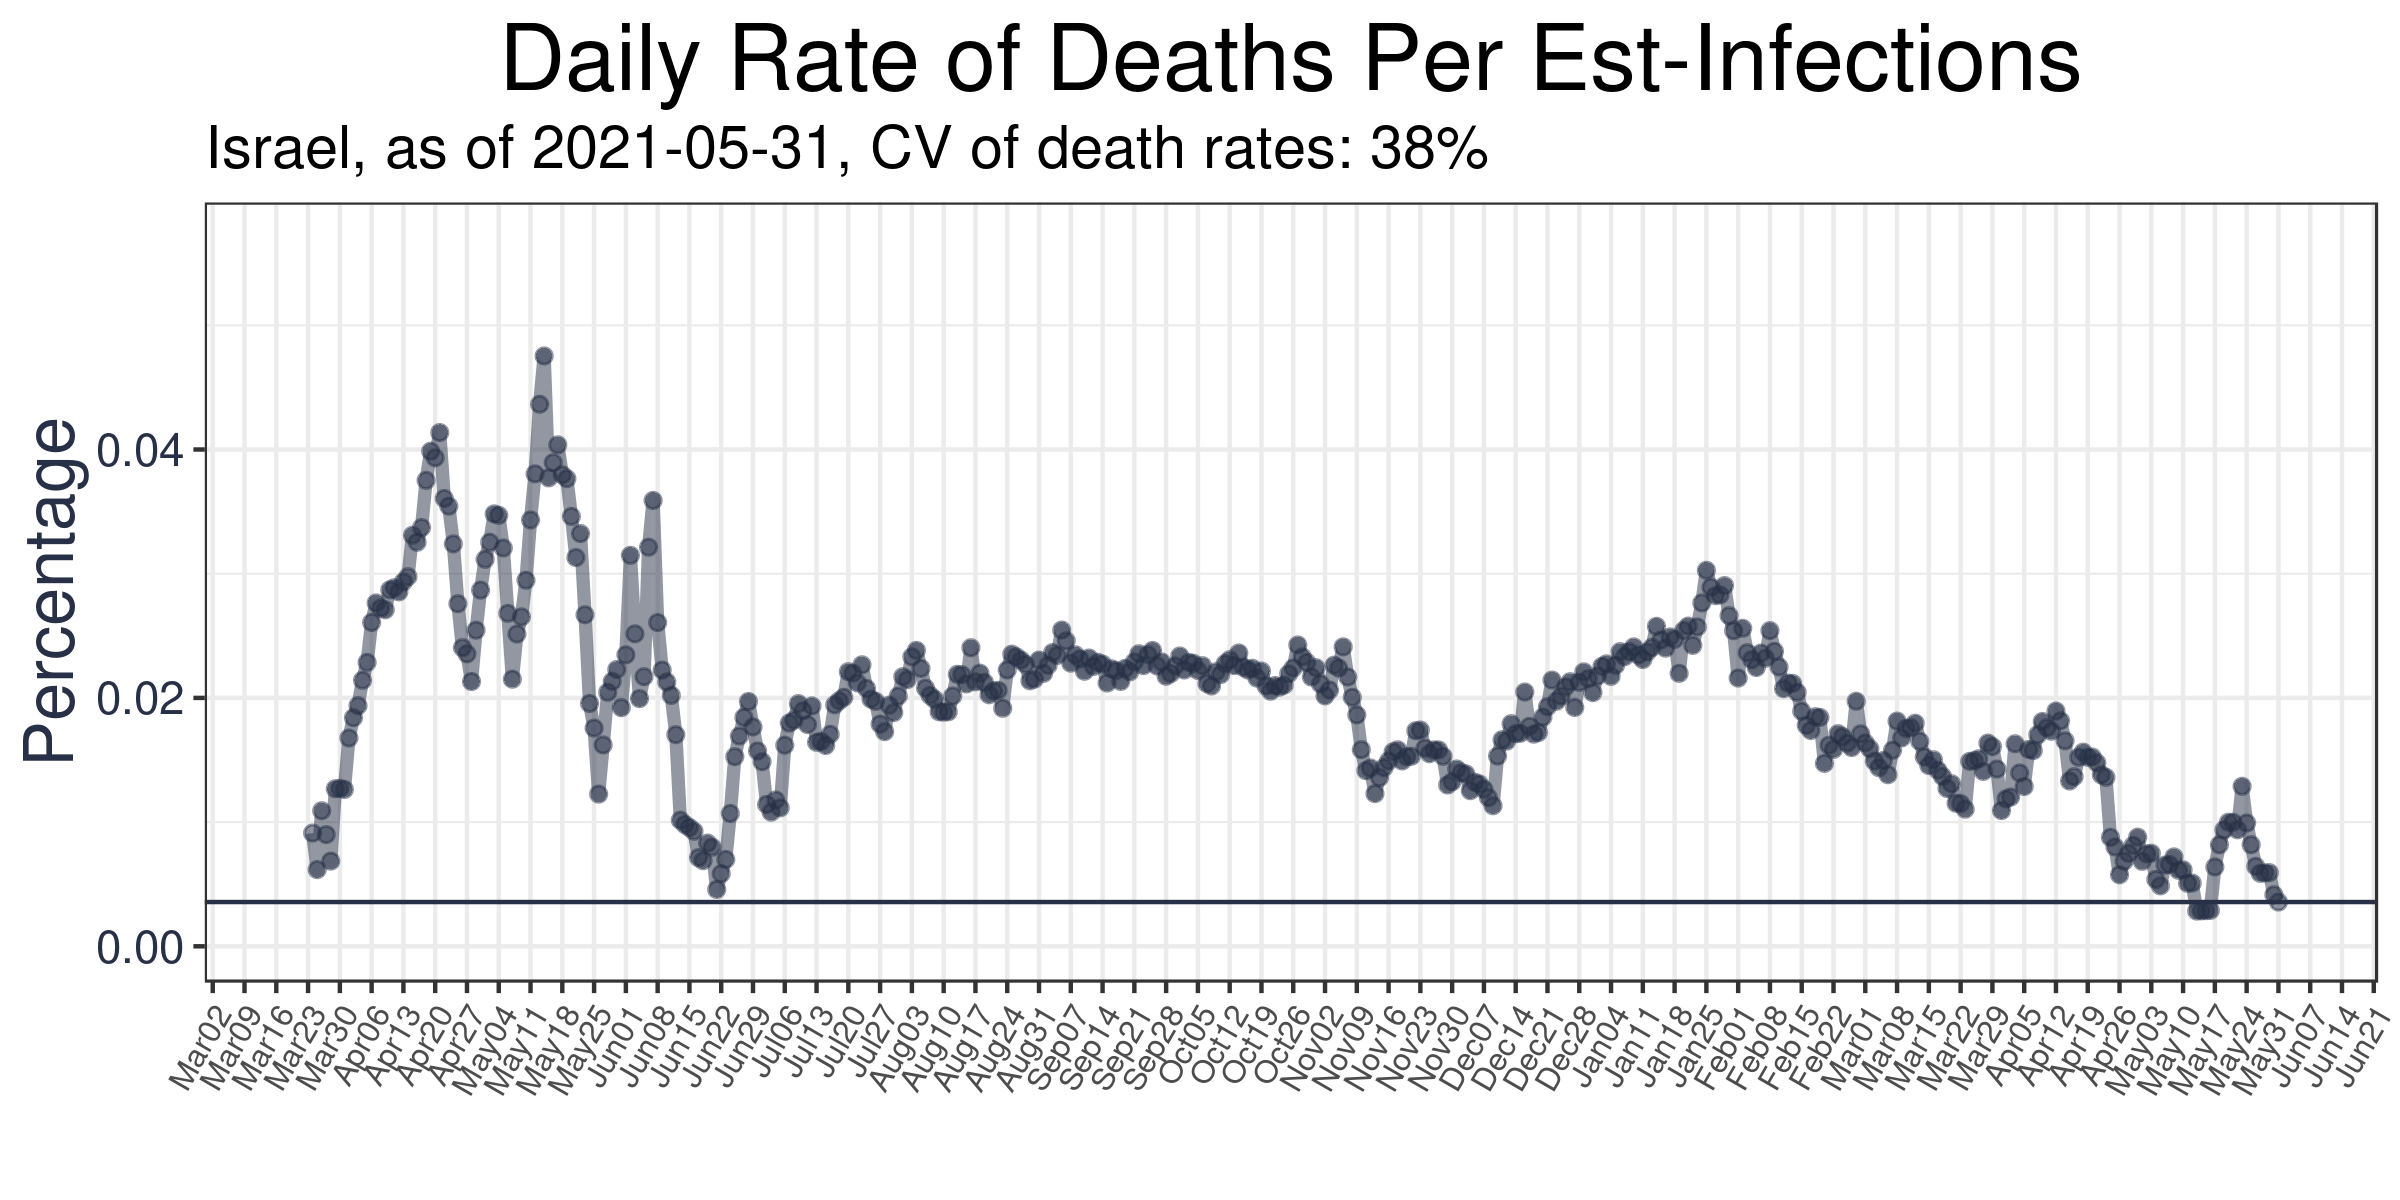 Daily Rate of Deaths Per Est-Infections
Israel, as of 2021-05-31, CV of death rates: 38%
Percentage
0.04
0.02
0.00
Mar02
Mar09
Mar16
Mar23
Mar30
Apr06
Apr13
Apr20
Apr27
May04
May11
May18
May25
Jun01
Jun08
Jun15
Jun22
Jun29
Jul06
Jul13
Jul20
Jul27
Aug03
Aug10
Aug17
Aug24
Aug31
Sep07
Sep14
Sep21
Sep28
Oct05
Oct12
Oct19
Oct26
Nov02
Nov09
Nov16
Nov23
Nov30
Dec07
Dec14
Dec21
Dec28
Jan04
Jan11
Jan18
Jan25
Feb01
Feb08
Feb15
Feb22
Mar01
Mar08
Mar15
Mar22
Mar29
Apr05
Apr12
Apr19
Apr26
May03
May10
May17
May24
May31
Jun07
Jun14
Jun21